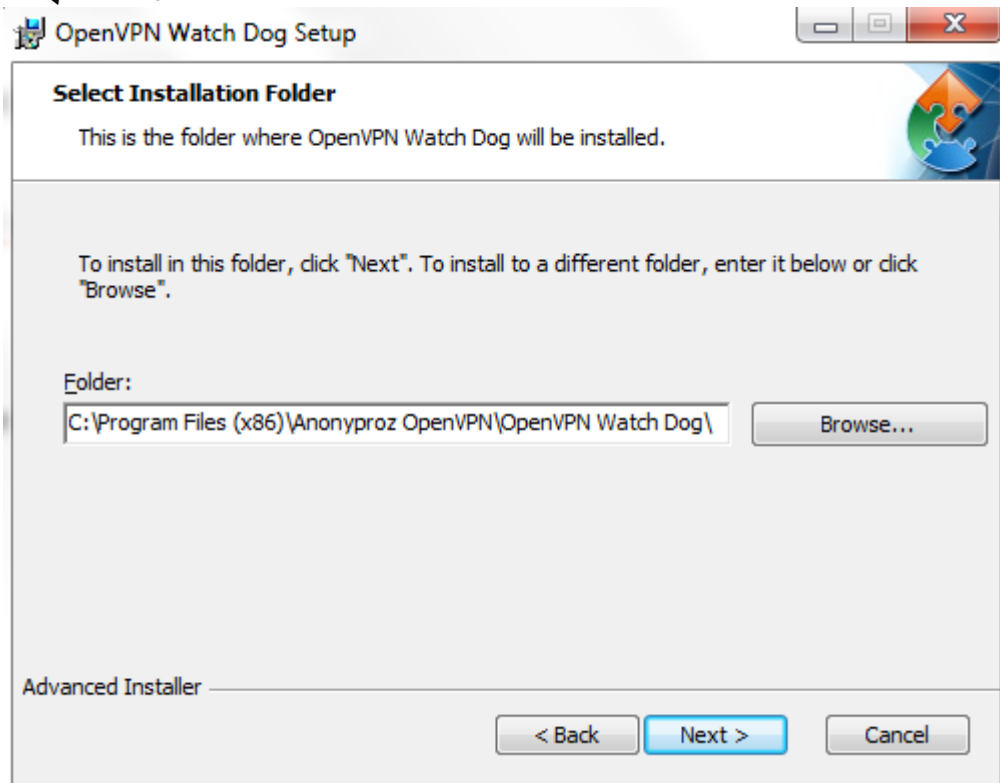 OpenVPN Watch Dog Setup
Select Installation Folder
This is the folder where OpenVPN Watch Dog will be installed.
To install in this folder, click "Next". To install to a different folder, enter it below or click
"Browse".
Folder:
C:\Program Files (x86)\Anonyproz OpenVPN\OpenVPN Watch Dog\
Browse...
Advanced Installer
< Back
Next >
Cancel